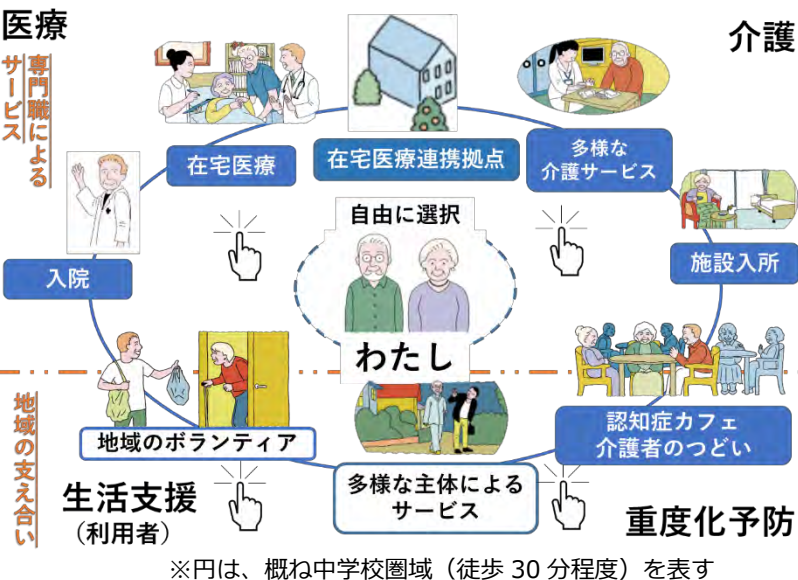 医療
介護
専門職による
サービス
在宅医療
在宅医療連携拠点
多様な
介護サービス
自由に選択
入院
施設入所
わたし
地域の支え合い
地域のボランティア
認知症カフェ
介護者のつどい
多様な主体による
サービス
生活支援
（利用者）
重度化予防
※円は、概ね中学校圏域（徒歩 30 分程度）を表す